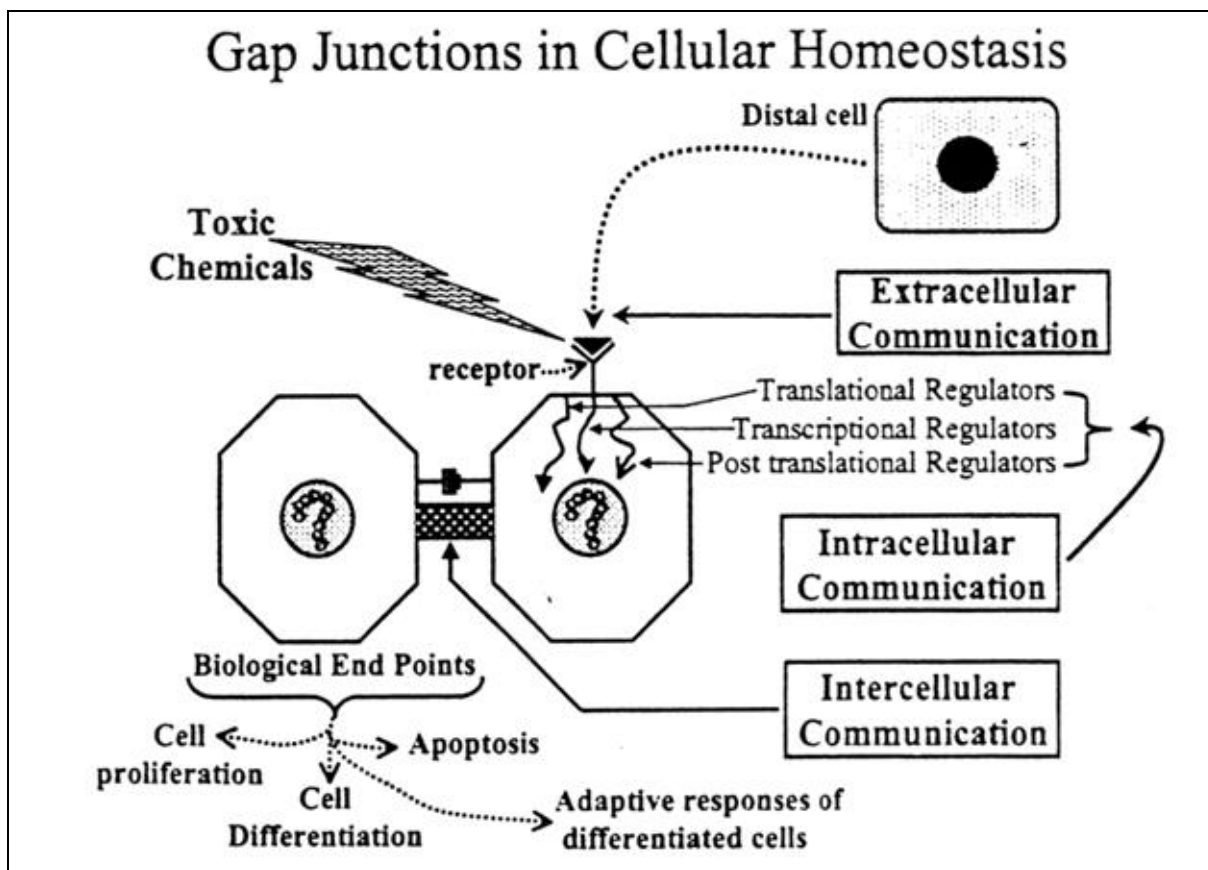 Gap Junctions in Cellular Homeostasis
Distal cell
Toxic
Chemicals
Extracellular
Communication
receptor
Translational Regulators
Transcriptional Regulators
Post translational Regulators
Intracellular
Communication
Biological End Points
Intercellular
Communication
Cell
proliferation
Apoptosis
Cell
Differentiation
Adaptive responses of
differentiated cells